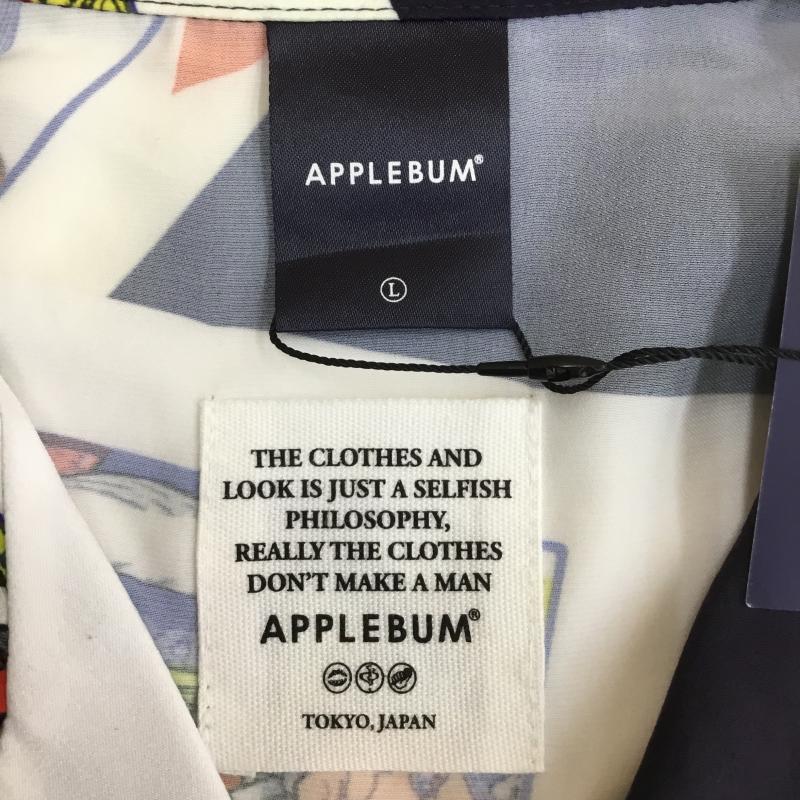 APPLEBUM®
L
THE CLOTHES AND
LOOK IS JUST A SELFISH
PHILOSOPHY,
REALLY THE CLOTHES
DON'T MAKE A MAN
APPLEBUM®
TOKYO, JAPAN